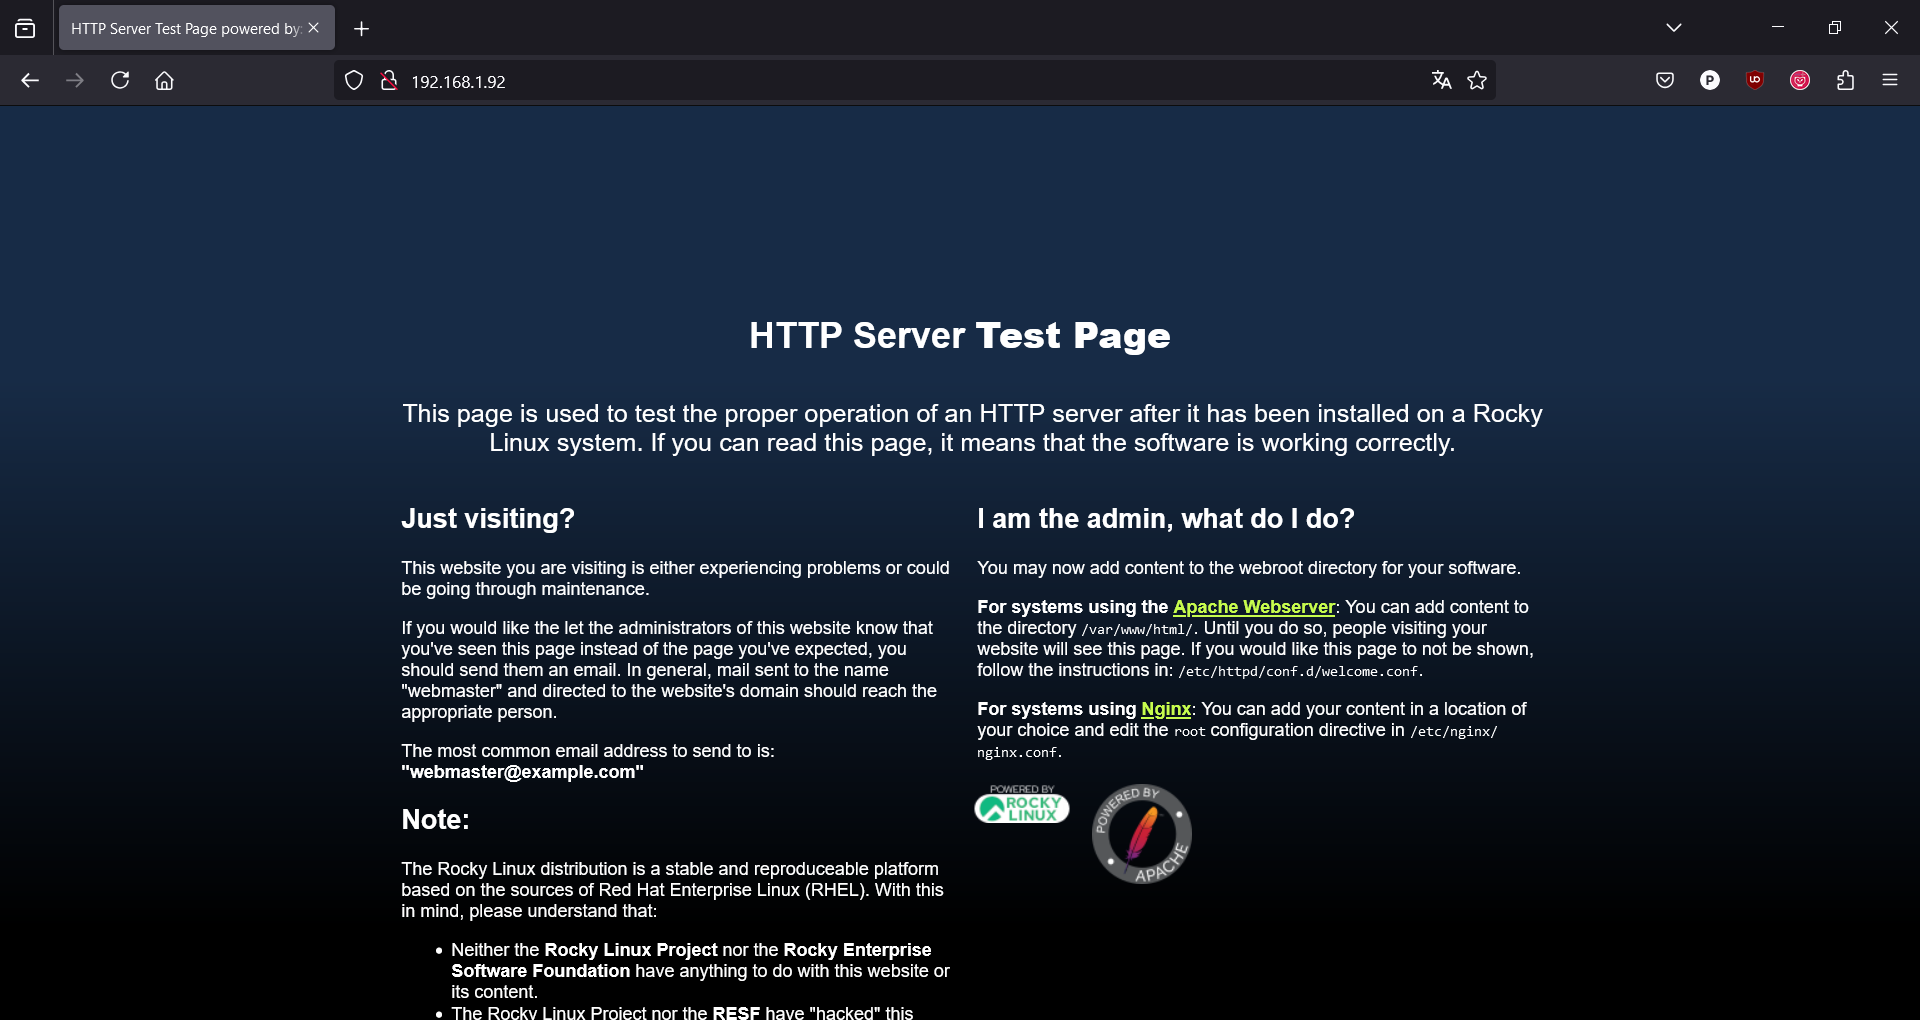 HTTP Server Test Page powered by:
192.168.1.92
HTTP Server Test Page
This page is used to test the proper operation of an HTTP server after it has been installed on a Rocky
Linux system. If you can read this page, it means that the software is working correctly.
Just visiting?
This website you are visiting is either experiencing problems or could
be going through maintenance.
If you would like the let the administrators of this website know that
you've seen this page instead of the page you've expected, you
should send them an email. In general, mail sent to the name
"webmaster" and directed to the website's domain should reach the
appropriate person.
The most common email address to send to is:
"webmaster@example.com"
Note:
The Rocky Linux distribution is a stable and reproduceable platform
based on the sources of Red Hat Enterprise Linux (RHEL). With this
in mind, please understand that:
• Neither the Rocky Linux Project nor the Rocky Enterprise
Software Foundation have anything to do with this website or
its content.
• The Rocky Linux Project nor the RESF have "hacked" this
I am the admin, what do I do?
You may now add content to the webroot directory for your software.
For systems using the Apache Webserver: You can add content to
the directory /var/www/html/. Until you do so, people visiting your
website will see this page. If you would like this page to not be shown,
follow the instructions in: /etc/httpd/conf.d/welcome.conf.
For systems using Nginx: You can add your content in a location of
your choice and edit the root configuration directive in /etc/nginx/
nginx.conf.
POWERED BY
ROCKY
LINUX
POWERED BY
APACHE